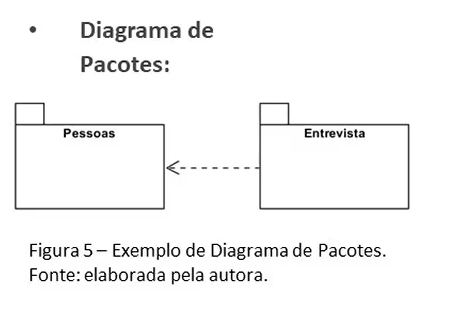 • Diagrama de
Pacotes:
Pessoas
Entrevista
Figura 5 – Exemplo de Diagrama de Pacotes.
Fonte: elaborada pela autora.